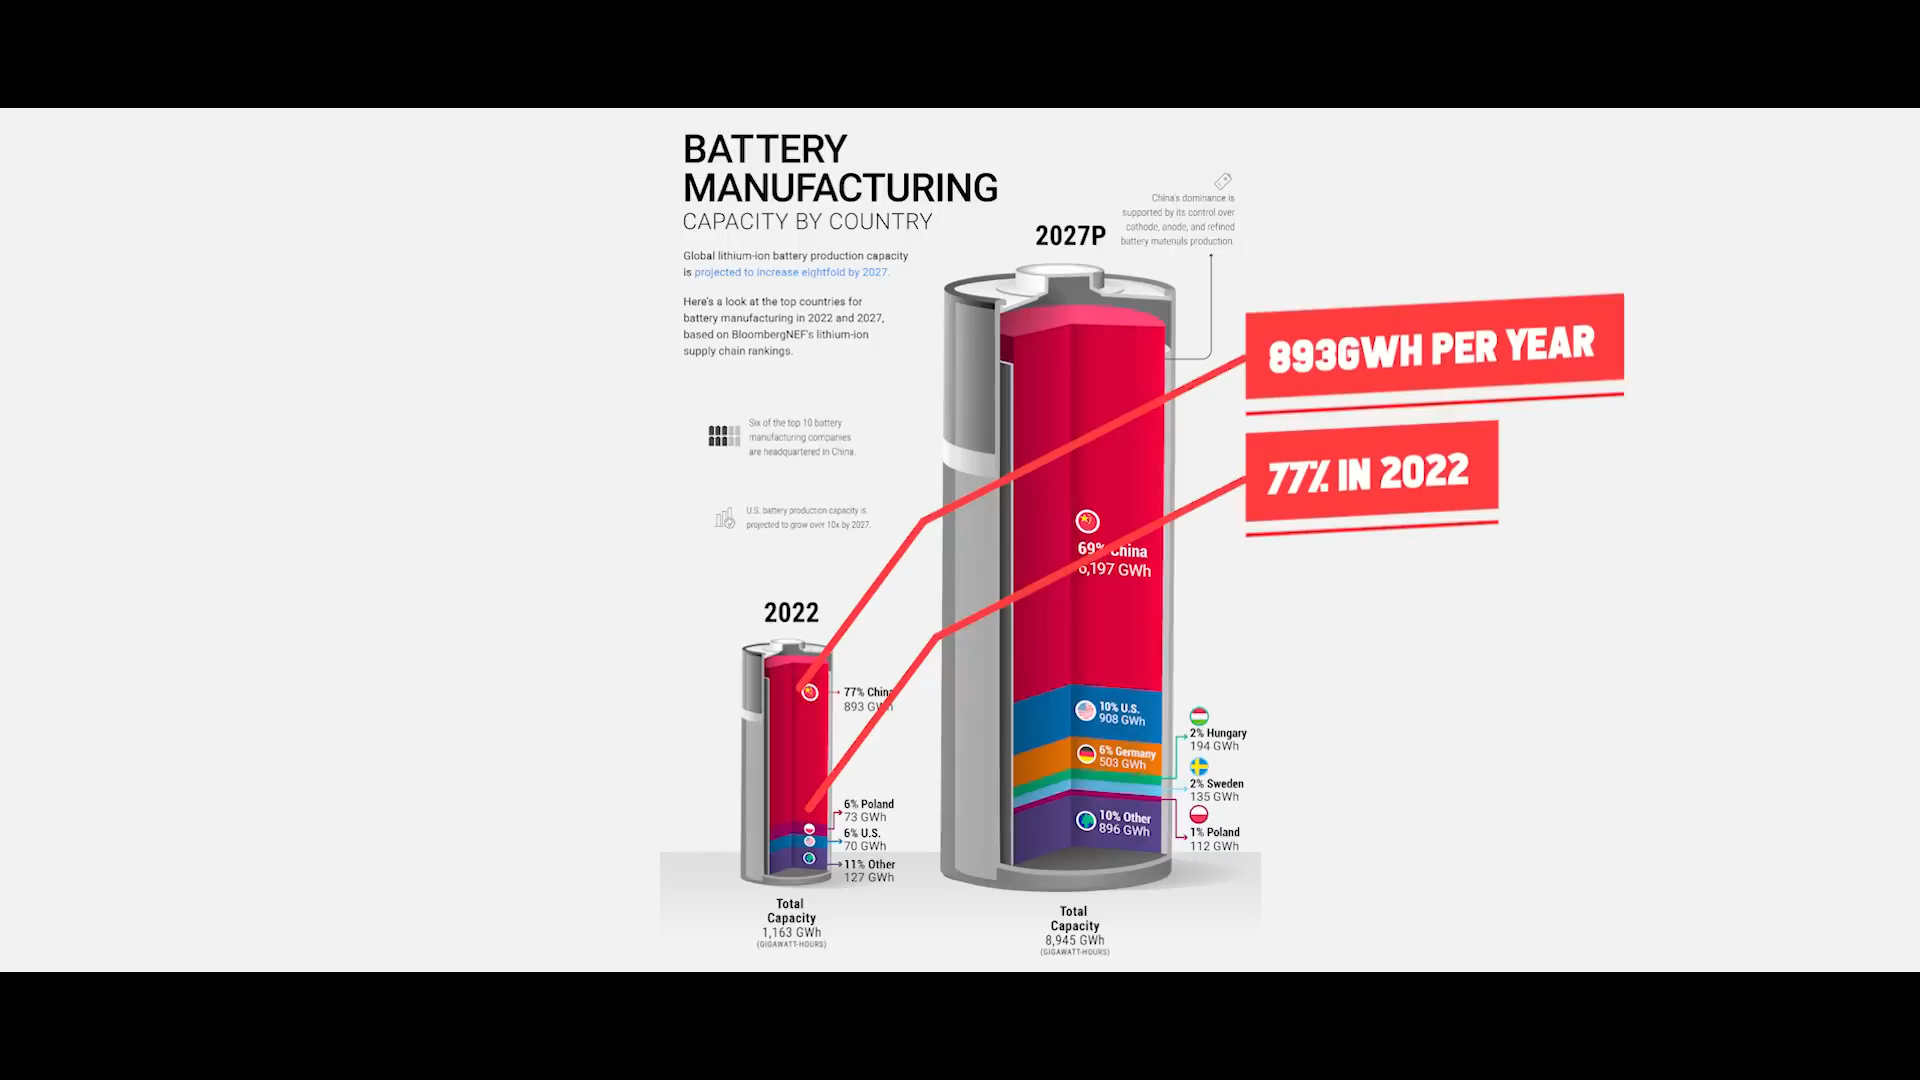 BATTERY
MANUFACTURING
CAPACITY BY COUNTRY
Global lithium-ion battery production capacity
is projected to increase eightfold by 2027.
Here's a look at the top countries for
battery manufacturing in 2022 and 2027,
based on BloombergNEF's lithium-ion
supply chain rankings.
Six of the top 10 battery
manufacturing companies
are headquartered in China.
U.S. battery production capacity is
projected to grow over 10x by 2027.
2022
77% China
893 GWh
6% Poland
73 GWh
6% U.S.
70 GWh
11% Other
127 GWh
Total
Capacity
1,163 GWh
(GIGAWATT-HOURS)
2027P
China's dominance is
supported by its control over
cathode, anode, and refined
battery materials production.
69% China
6,197 GWh
10% U.S.
908 GWh
6% Germany
503 GWh
10% Other
896 GWh
2% Hungary
194 GWh
2% Sweden
135 GWh
1% Poland
112 GWh
Total
Capacity
8,945 GWh
(GIGAWATT-HOURS)
893GWH PER YEAR
77% IN 2022